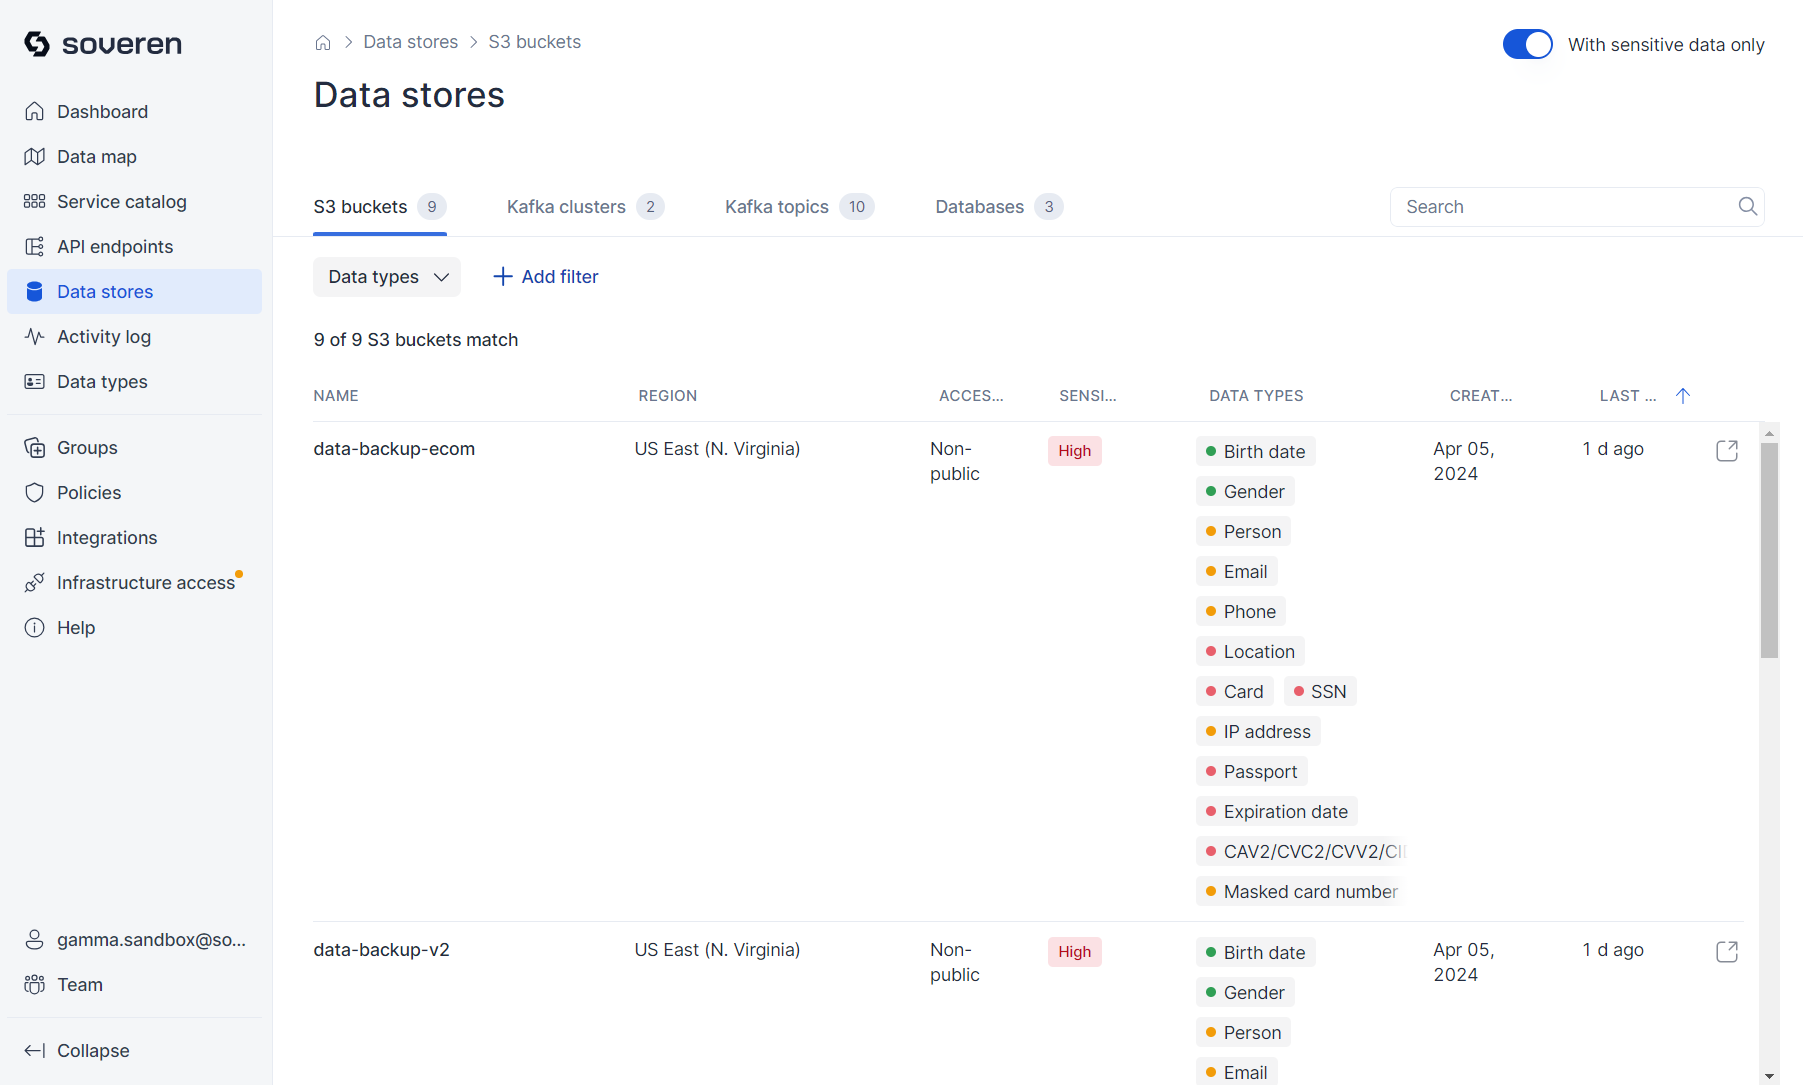 soveren
Dashboard
Data map
Service catalog
API endpoints
Data stores
Activity log
Data types
Groups
Policies
Integrations
Infrastructure access
Help
gamma.sandbox@so...
Team
Collapse
Data stores
S3 buckets
With sensitive data only
Data stores
S3 buckets 9
Kafka clusters 2
Kafka topics 10
Databases 3
Search
Data types
Add filter
9 of 9 S3 buckets match
NAME REGION ACCES... SENSI... DATA TYPES CREAT... LAST ...
data-backup-ecom
US East (N. Virginia)
Non-
public
High
Birth date
Gender
Person
Email
Phone
Location
Card SSN
IP address
Passport
Expiration date
CAV2/CVC2/CVV2/CI
Masked card number
Apr 05,
2024
1 d ago
data-backup-v2
US East (N. Virginia)
Non-
public
High
Birth date
Gender
Person
Email
Apr 05,
2024
1 d ago